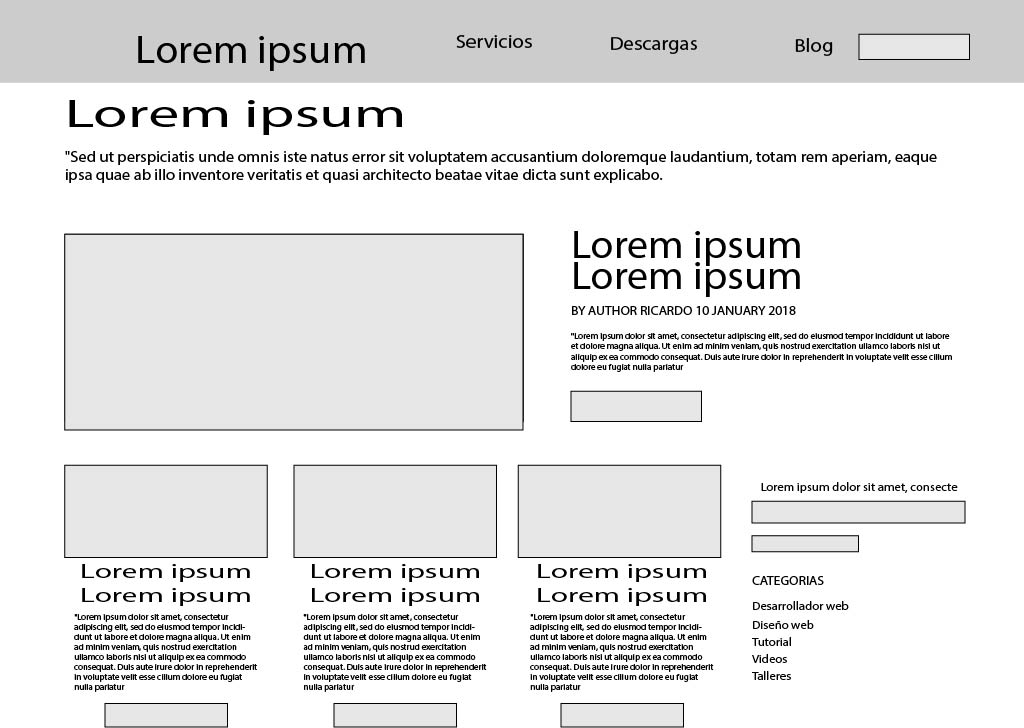 Lorem ipsum
Servicios
Descargas
Blog
Lorem ipsum
"Sed ut perspiciatis unde omnis iste natus error sit voluptatem accusantium doloremque laudantium, totam rem aperiam, eaque
ipsa quae ab illo inventore veritatis et quasi architecto beatae vitae dicta sunt explicabo.
Lorem ipsum
Lorem ipsum
BY AUTHOR RICARDO 10 JANUARY 2018
"Lorem ipsum dolor sit amet, consectetur adipiscing elit, sed do eiusmod tempor incididunt ut labore
et dolore magna aliqua. Ut enim ad minim veniam, quis nostrud exercitation ullamco laboris nisi ut
aliquip ex ea commodo consequat. Duis aute irure dolor in reprehenderit in voluptate velit esse cillum
dolore eu fugiat nulla pariatur
Lorem ipsum
Lorem ipsum
"Lorem ipsum dolor sit amet, consectetur
adipiscing elit, sed do eiusmod tempor incidi-
dunt ut labore et dolore magna aliqua. Ut enim
ad minim veniam, quis nostrud exercitation
ullamco laboris nisi ut aliquip ex ea commodo
consequat. Duis aute irure dolor in reprehenderit
in voluptate velit esse cillum dolore eu fugiat
nulla pariatur
Lorem ipsum
Lorem ipsum
"Lorem ipsum dolor sit amet, consectetur
adipiscing elit, sed do eiusmod tempor incidi-
dunt ut labore et dolore magna aliqua. Ut enim
ad minim veniam, quis nostrud exercitation
ullamco laboris nisi ut aliquip ex ea commodo
consequat. Duis aute irure dolor in reprehenderit
in voluptate velit esse cillum dolore eu fugiat
nulla pariatur
Lorem ipsum
Lorem ipsum
"Lorem ipsum dolor sit amet, consectetur
adipiscing elit, sed do eiusmod tempor incidi-
dunt ut labore et dolore magna aliqua. Ut enim
ad minim veniam, quis nostrud exercitation
ullamco laboris nisi ut aliquip ex ea commodo
consequat. Duis aute irure dolor in reprehenderit
in voluptate velit esse cillum dolore eu fugiat
nulla pariatur
Lorem ipsum dolor sit amet, consecte
CATEGORIAS
Desarrollador web
Diseño web
Tutorial
Videos
Talleres